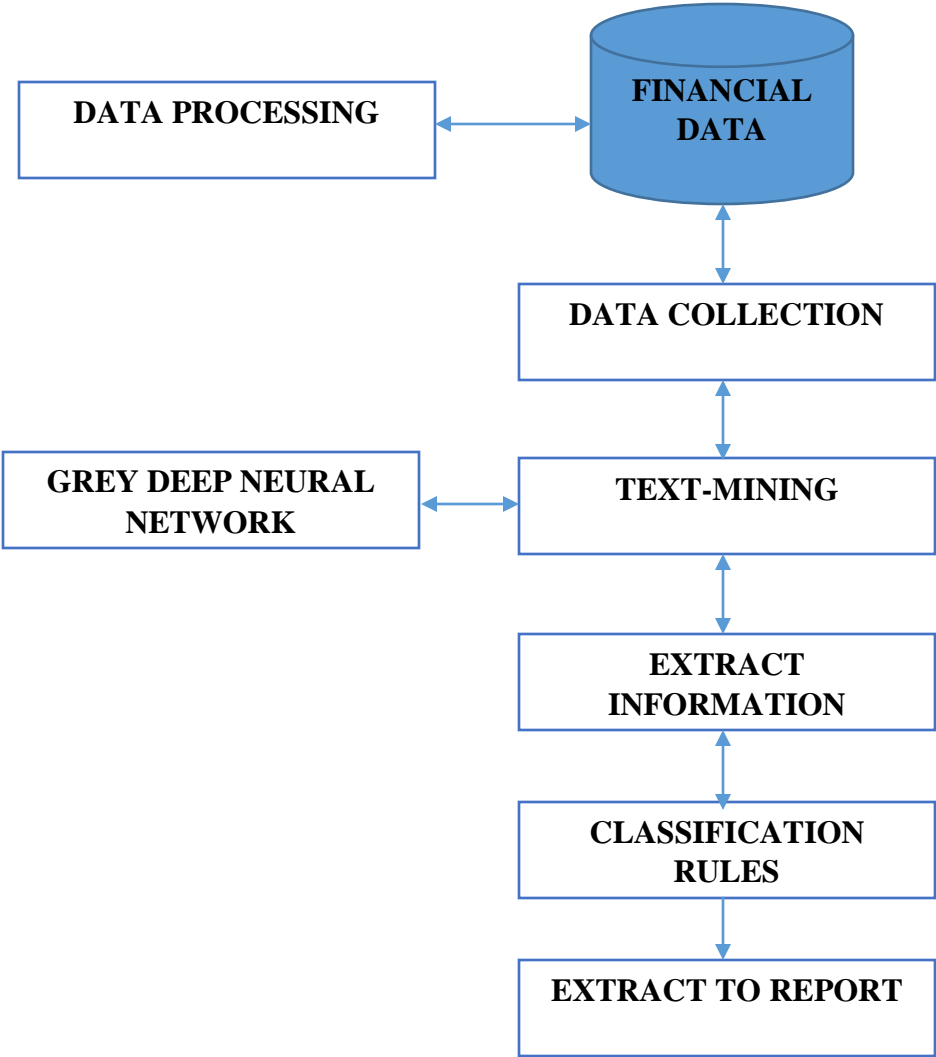 DATA PROCESSING
FINANCIAL
DATA
DATA COLLECTION
GREY DEEP NEURAL
NETWORK
TEXT-MINING
EXTRACT
INFORMATION
CLASSIFICATION
RULES
EXTRACT TO REPORT